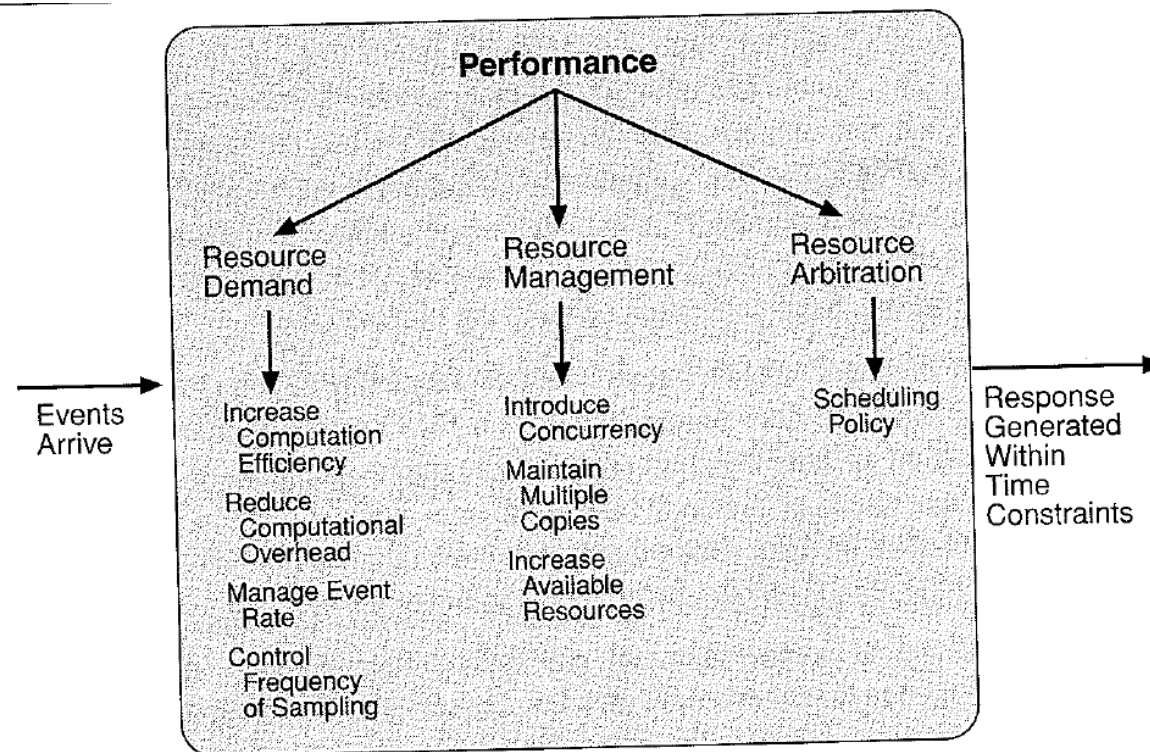 Performance
Events
Arrive
Resource
Demand
Increase
Computation
Efficiency
Reduce
Computational
Overhead
Manage Event
Rate
Control
Frequency
of Sampling
Resource
Management
Introduce
Concurrency
Maintain
Multiple
Copies
Increase
Available
Resources
Resource
Arbitration
Scheduling
Policy
Response
Generated
Within
Time
Constraints